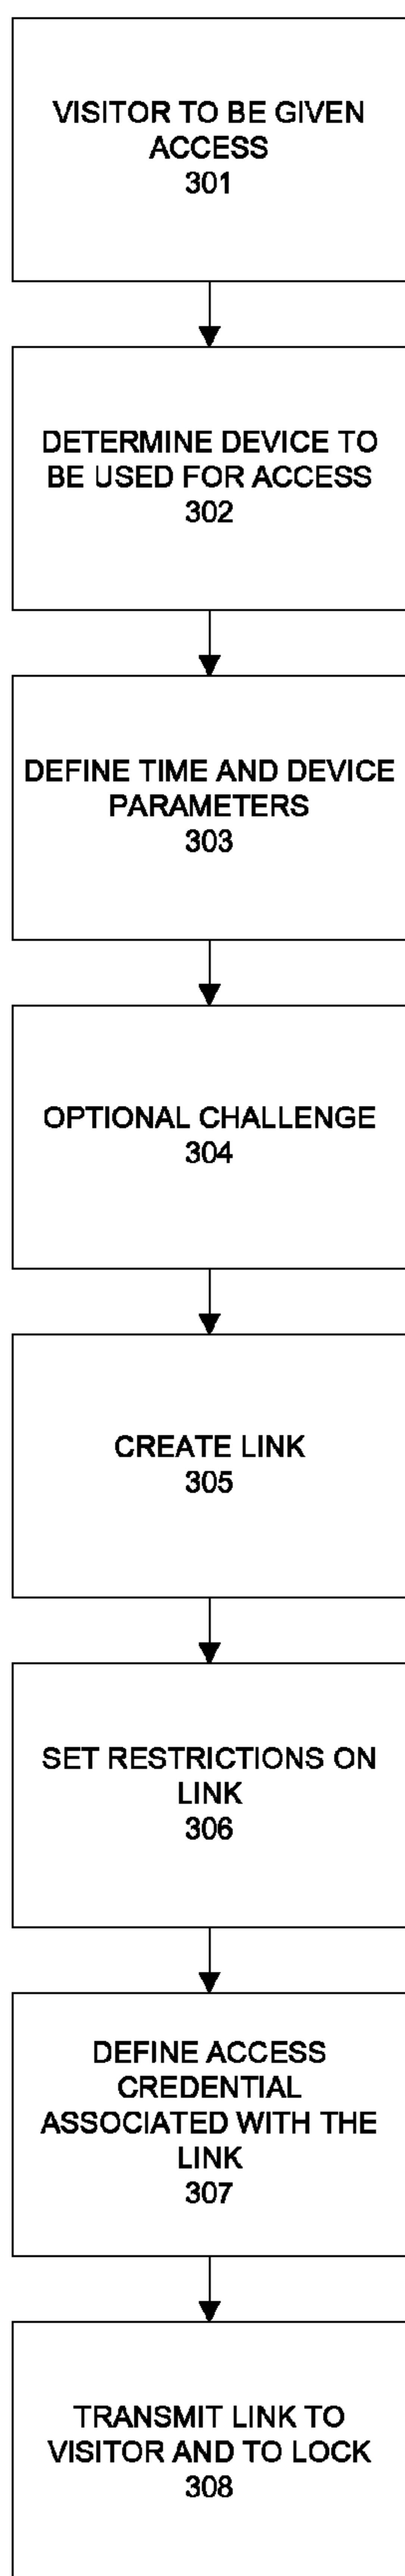 VISITOR TO BE GIVEN
ACCESS
301
DETERMINE DEVICE TO
BE USED FOR ACCESS
302
DEFINE TIME AND DEVICE
PARAMETERS
303
OPTIONAL CHALLENGE
304
CREATE LINK
305
SET RESTRICTIONS ON
LINK
306
DEFINE ACCESS
CREDENTIAL
ASSOCIATED WITH THE
LINK
307
TRANSMIT LINK TO
VISITOR AND TO LOCK
308